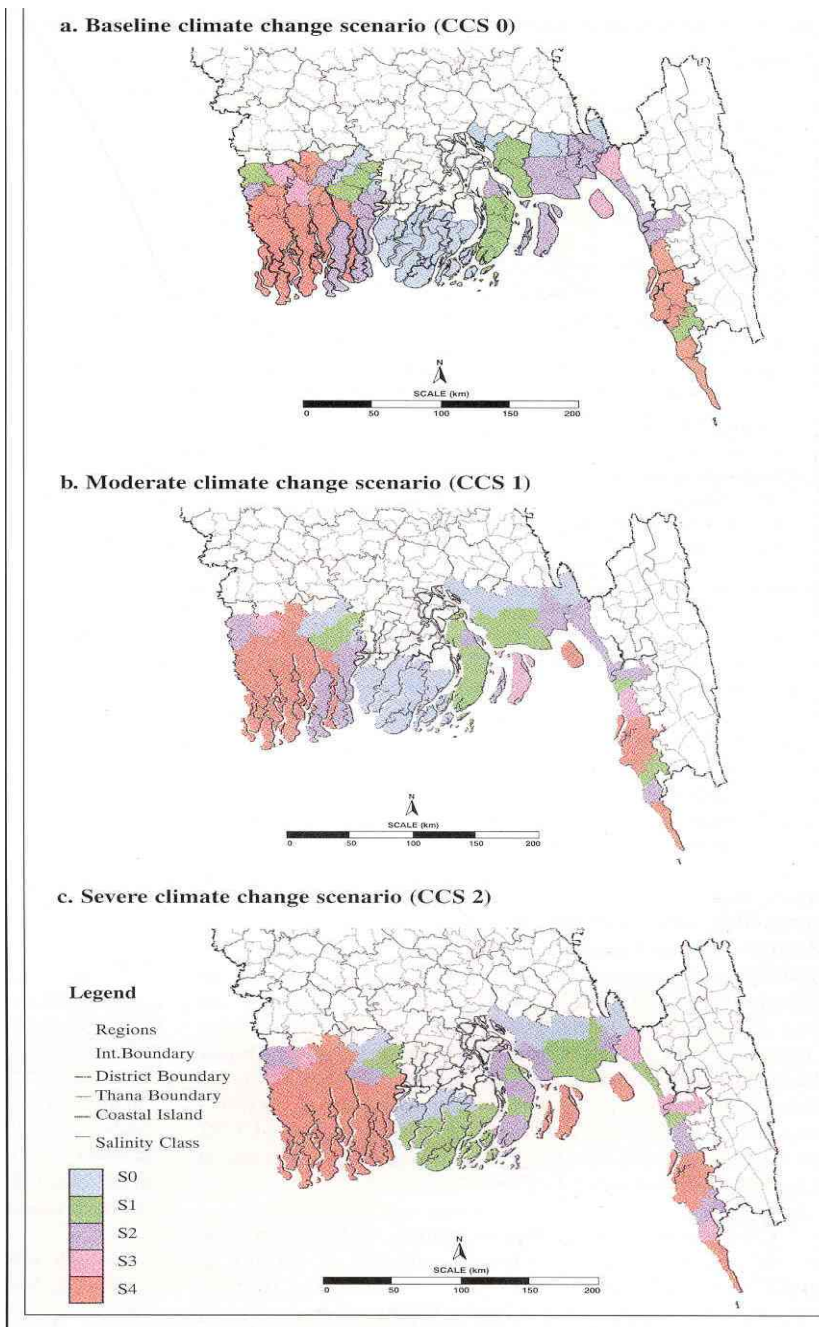 a. Baseline climate change scenario (CCS 0)
N
SCALE (km)
0 50 100 150 200
b. Moderate climate change scenario (CCS 1)
N
SCALE (km)
0 50 100 150 200
c. Severe climate change scenario (CCS 2)
Legend
Regions
Int.Boundary
District Boundary
Thana Boundary
Coastal Island
Salinity Class
S0
S1
S2
S3
S4
N
SCALE (km)
0 50 100 150 200